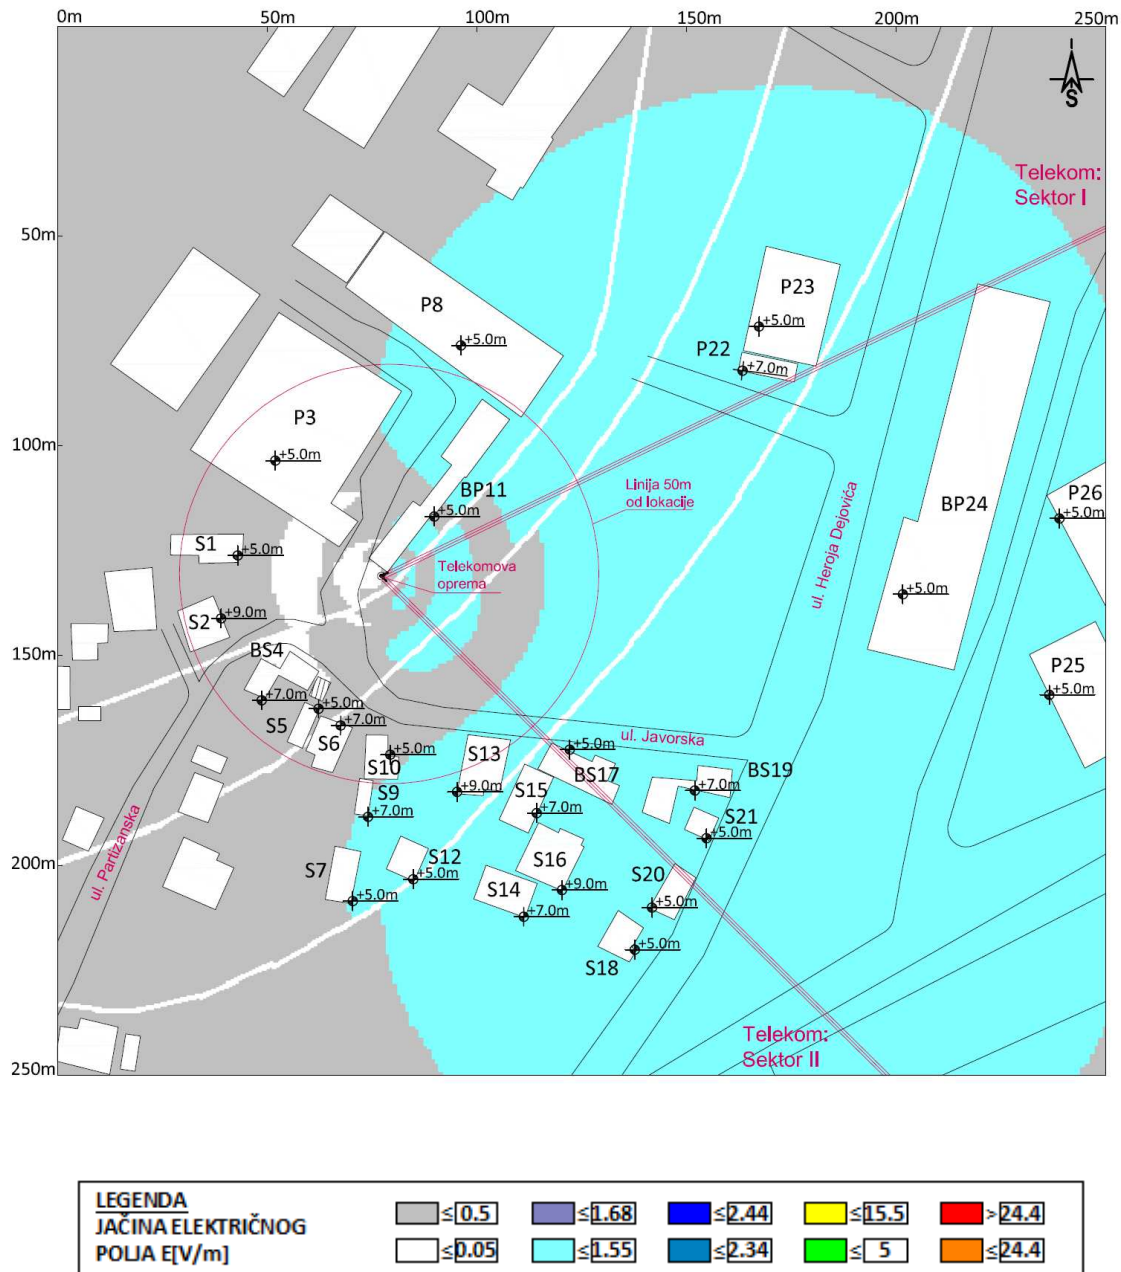 0m 50m 100m 150m 200m 250m
S
Telekom:
Sektor I
50m
P23
P8
+5.0m
+5.0m
P22
+7.0m
P3
100m
+5.0m
Linija 50m
od lokacije
BP11
+5.0m
P26
+5.0m
BP24
S1
+5.0m
Telekomova
oprema
ul. Heroja Dejovića
+5.0m
S2
+9.0m
150m
BS4
P25
+7.0m
+5.0m
+5.0m
S5
+7.0m
S6
ul. Javorska
+5.0m
S13
+5.0m
S10
BS17
BS19
+9.0m
+7.0m
S9
S15
+7.0m
+7.0m
S21
+5.0m
ul. Partizanska
200m
S7
S12
+5.0m
S16
+9.0m
S20
+5.0m
S14
+5.0m
+7.0m
+5.0m
S18
Telekom:
Sektor II
250m
LEGENDA
JAČINA ELEKTRIČNOG
POLJA E[V/m]
≤ 0.5 ≤1.68 ≤2.44 ≤15.5 >24.4
≤0.05 ≤1.55 ≤2.34 ≤ 5 ≤24.4